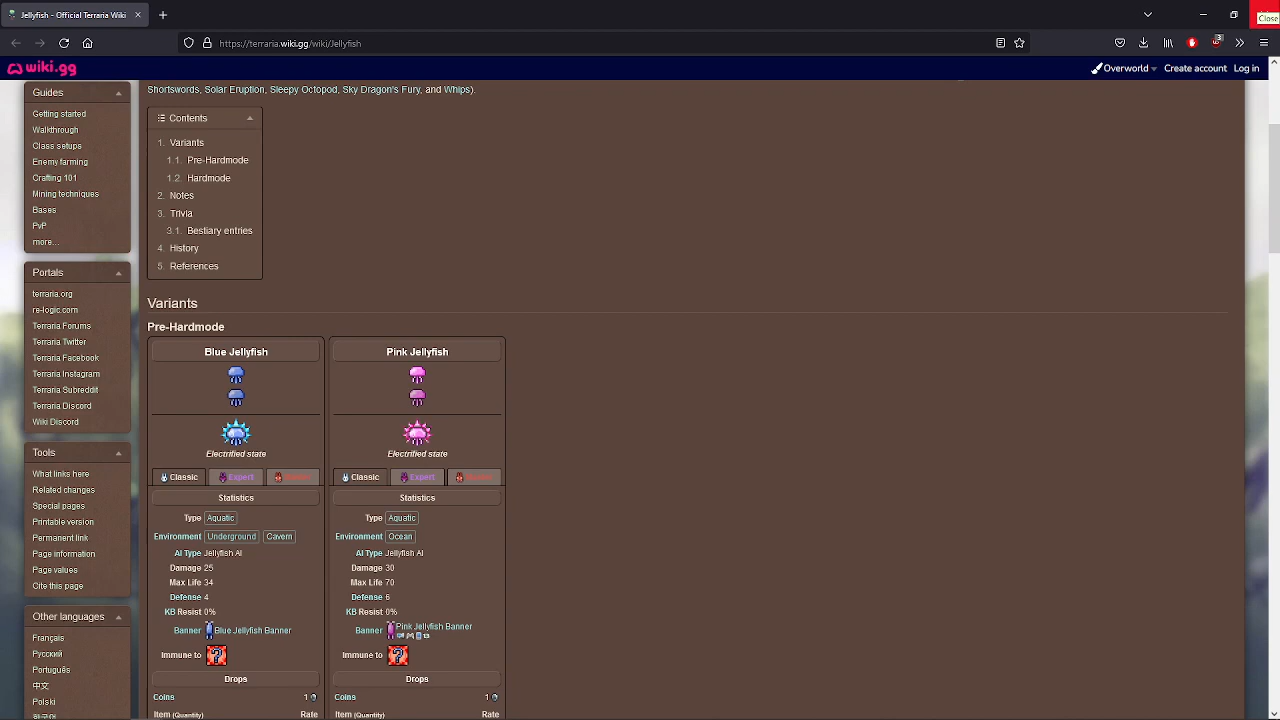 Jellyfish - Official Terraria Wiki
Close
https://terraria.wiki.gg/wiki/Jellyfish
3
wiki.gg
Overworld
Create account
Log in
Shortswords, Solar Eruption, Sleepy Octopod, Sky Dragon's Fury, and Whips).
Guides
Getting started
Walkthrough
Class setups
Enemy farming
Crafting 101
Mining techniques
Bases
PvP
more...
Portals
terraria.org
re-logic.com
Terraria Forums
Terraria Twitter
Terraria Facebook
Terraria Instagram
Terraria Subreddit
Terraria Discord
Wiki Discord
Tools
What links here
Related changes
Special pages
Printable version
Permanent link
Page information
Page values
Cite this page
Other languages
Français
Русский
Português
中文
Polski
한국어
Contents
1. Variants
1.1. Pre-Hardmode
1.2. Hardmode
2. Notes
3. Trivia
3.1. Bestiary entries
4. History
5. References
Variants
Pre-Hardmode
Blue Jellyfish
Electrified state
Classic Expert
Statistics
Type Aquatic
Environment Underground Cavern
AI Type Jellyfish AI
Damage 25
Max Life 34
Defense 4
KB Resist 0%
Banner Blue Jellyfish Banner
Immune to ?
Drops
Coins 1
Item (Quantity) Rate
Pink Jellyfish
Electrified state
Classic Expert
Statistics
Type Aquatic
Environment Ocean
AI Type Jellyfish AI
Damage 30
Max Life 70
Defense 6
KB Resist 0%
Banner Pink Jellyfish Banner
Immune to ?
Drops
Coins 1
Item (Quantity) Rate